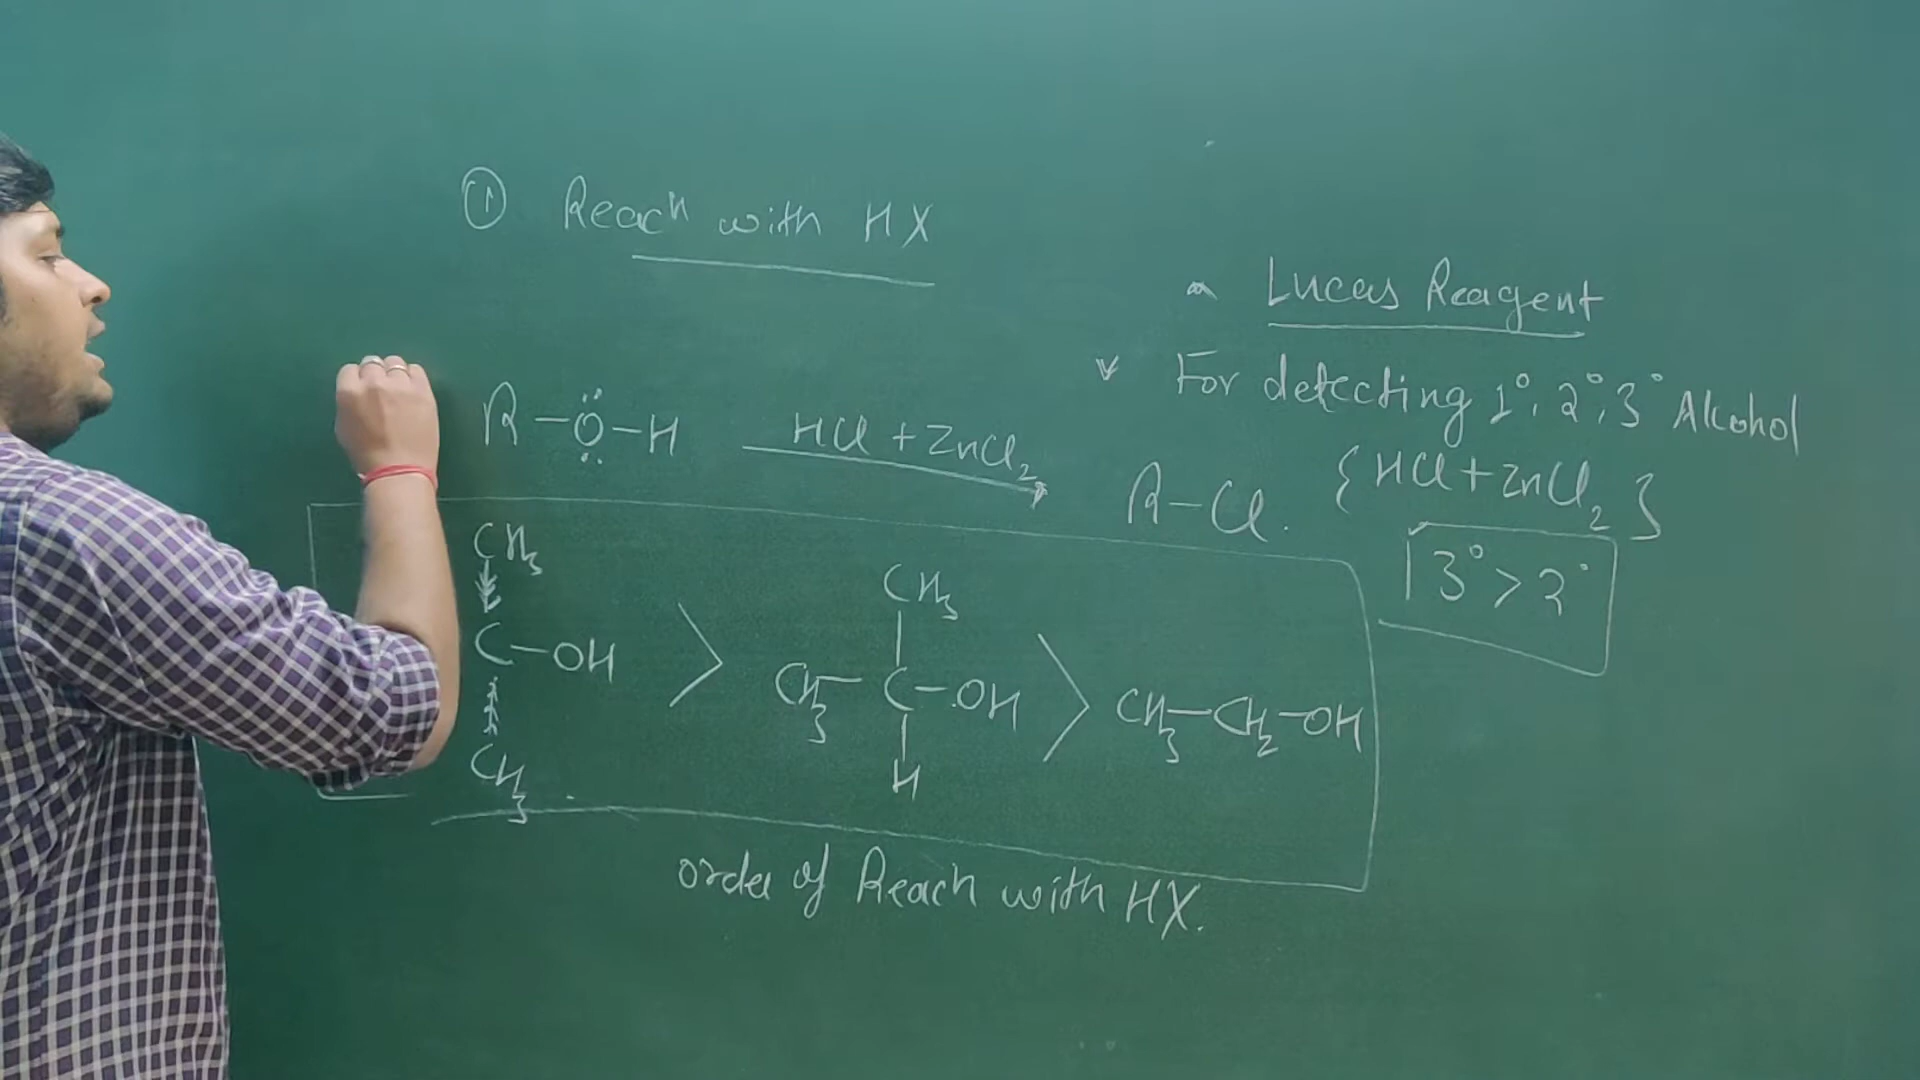 ① Reacⁿ with HX
Lucas Reagent
For detecting 1°, 2°, 3° Alcohol
{HCl + ZnCl₂}
R-Ö-H HCl + ZnCl₂ → R-Cl.
3° > 2°
CH₃
C-OH
CH₃
>
CH₃
CH₃-C-OH
H
>
CH₃-CH₂-OH
order of Reacn with HX.